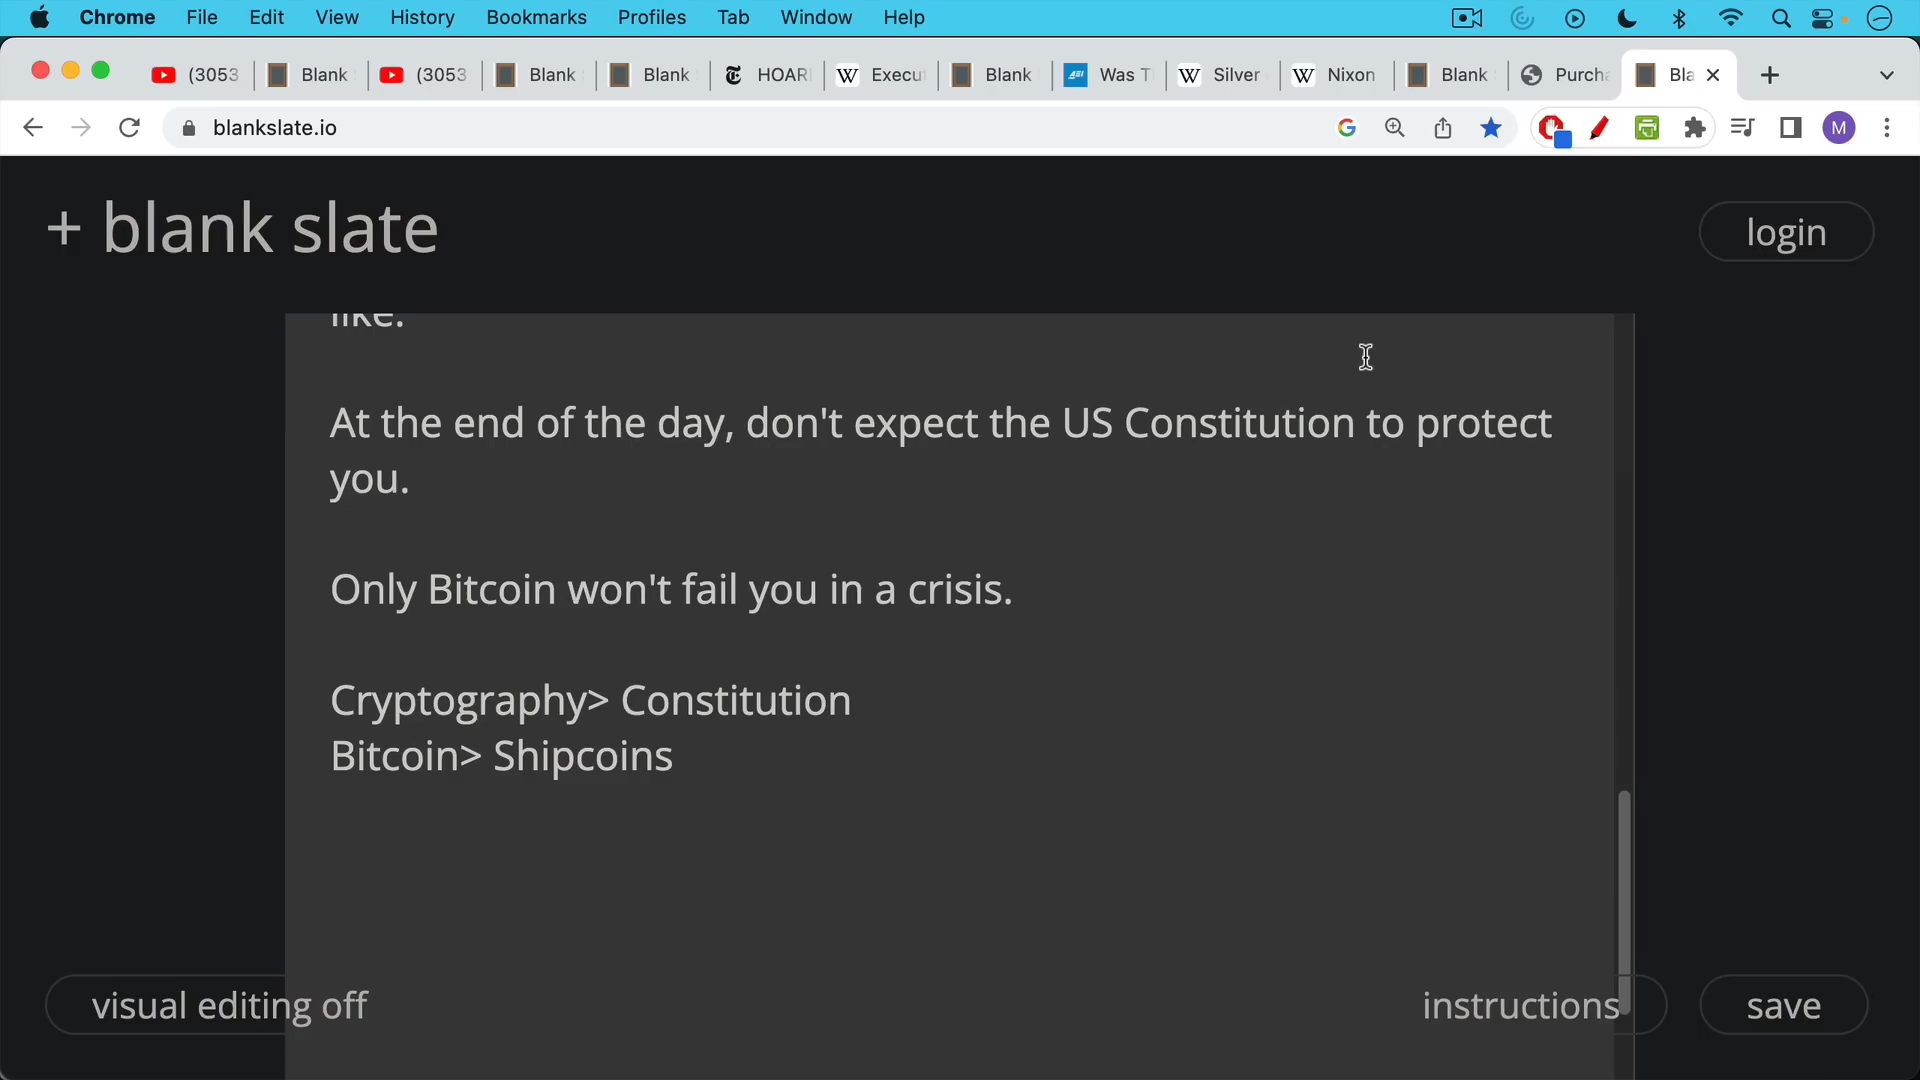 Chrome File Edit View History Bookmarks Profiles Tab Window Help
(3053 Blank (3053 Blank Blank HOARI Execu Blank Was T Silver Nixon Blank Purcha Bla
blankslate.io
M
+ blank slate
login
like.
At the end of the day, don't expect the US Constitution to protect
you.
Only Bitcoin won't fail you in a crisis.
Cryptography> Constitution
Bitcoin> Shipcoins
visual editing off
instructions
save